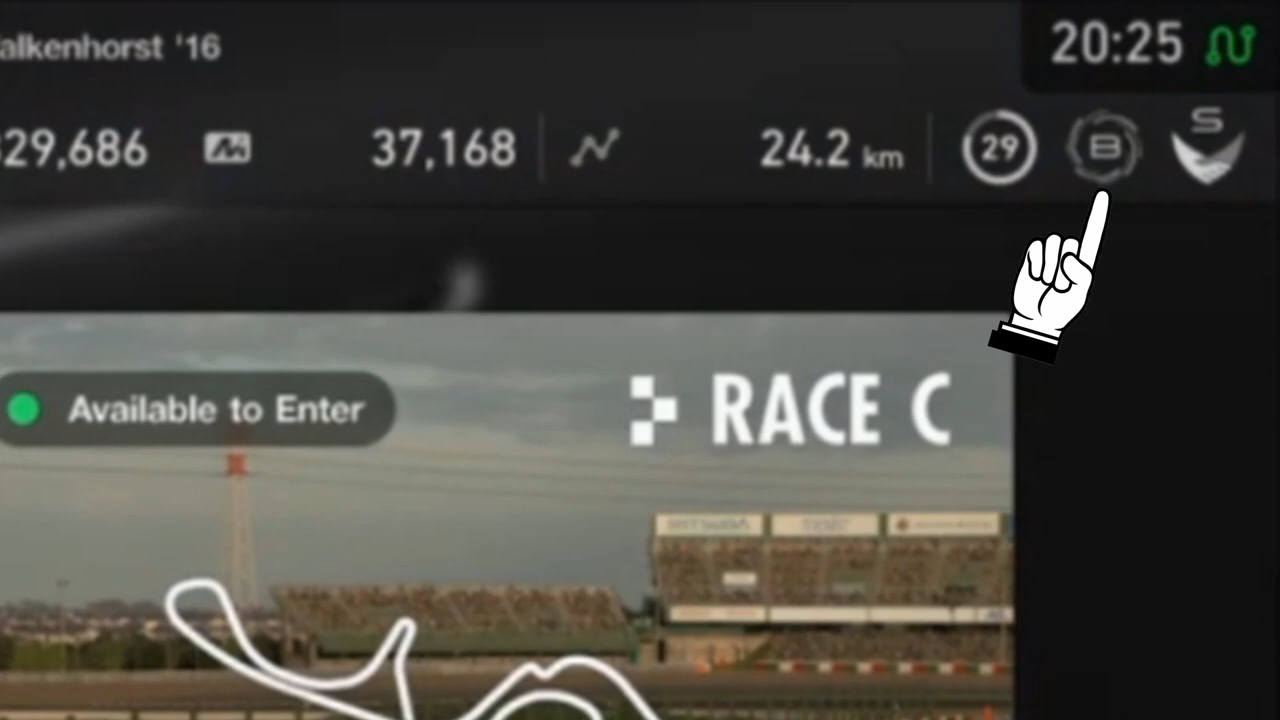 alkenhorst '16
20:25
29,686
37,168
24.2 km
29
B
S
Available to Enter
RACE C